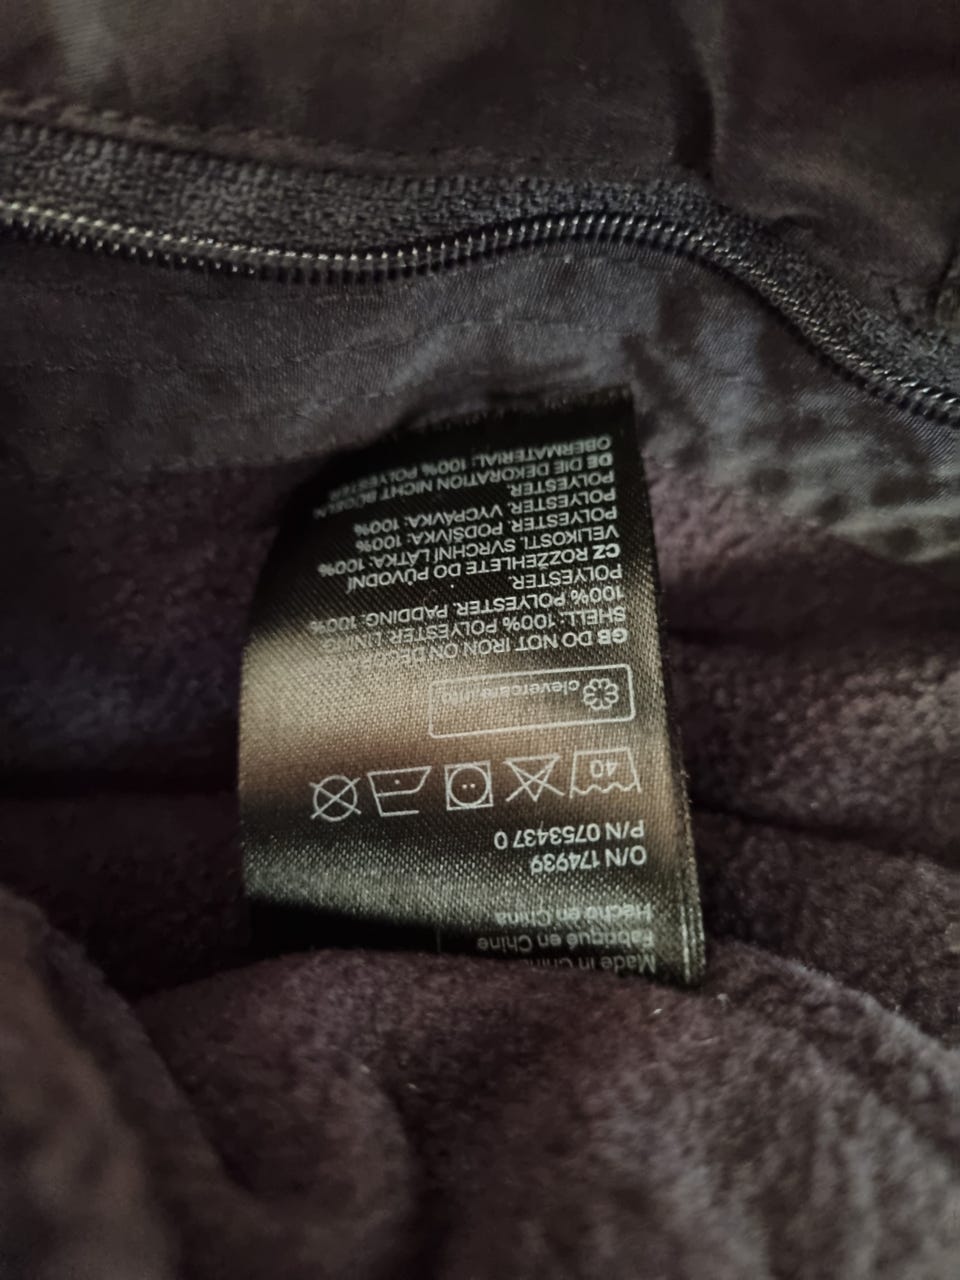 Made in China
Fabriqué en Chine
Hecho en China
O/N 174939
P/N 0753437 0
40
clevercare.info
GB DO NOT IRON ON DECORATION
SHELL: 100% POLYESTER. LINING:
100% POLYESTER. PADDING: 100%
POLYESTER.
CZ ROZŽEHLETE DO PŮVODNÍ
VELIKOSTI. SVRCHNÍ LÁTKA: 100%
POLYESTER. PODŠÍVKA: 100%
POLYESTER. VYCPÁVKA: 100%
POLYESTER.
DE DIE DEKORATION NICHT BÜGELN.
OBERMATERIAL: 100% POLYESTER.